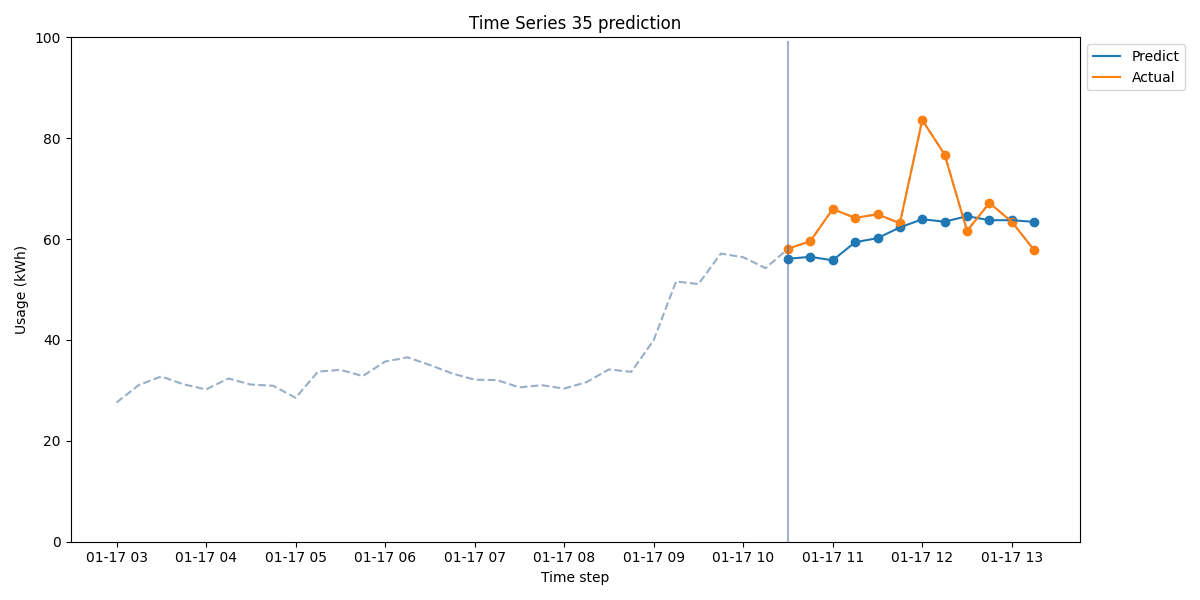 Time Series 35 prediction
Predict
Actual
100
80
60
40
20
0
Usage (kWh)
01-17 03 01-17 04 01-17 05 01-17 06 01-17 07 01-17 08 01-17 09 01-17 10 01-17 11 01-17 12 01-17 13
Time step